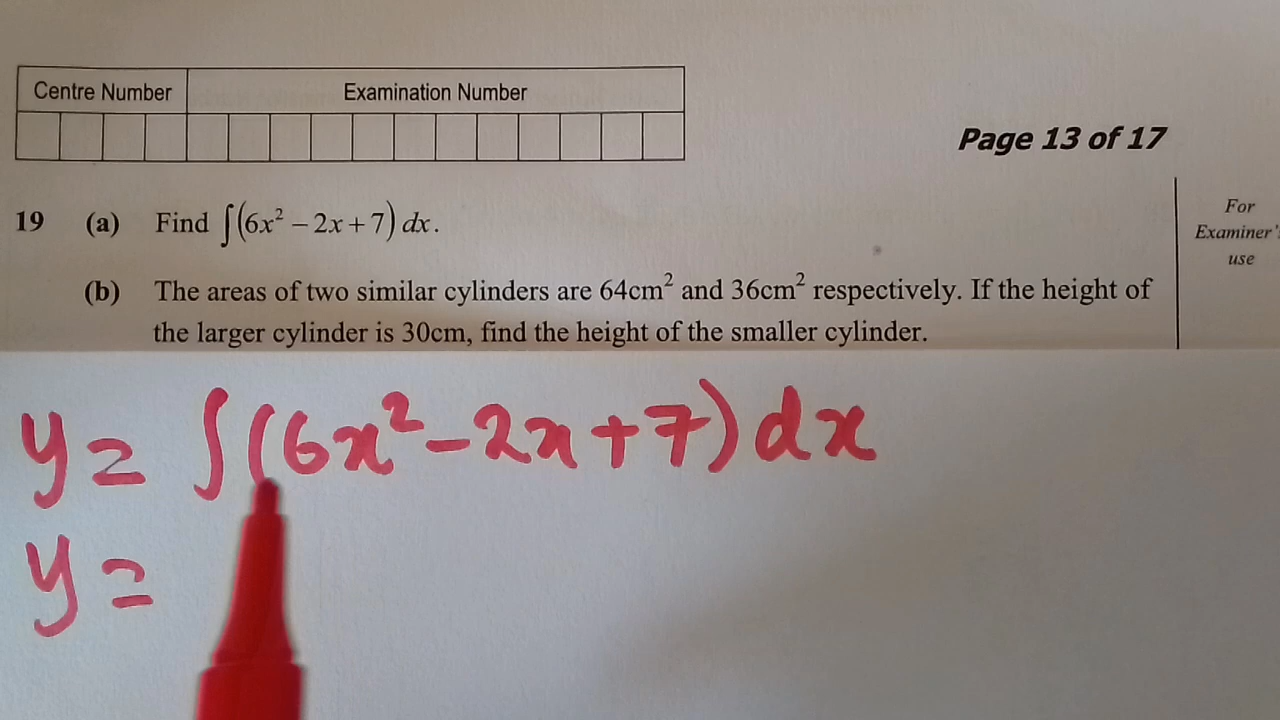 Centre Number Examination Number
Page 13 of 17
19 (a) Find ∫(6x² – 2x + 7) dx.
For
Examiner's
use
(b) The areas of two similar cylinders are 64cm² and 36cm² respectively. If the height of
the larger cylinder is 30cm, find the height of the smaller cylinder.
y = ∫(6x² – 2x + 7) dx
y =